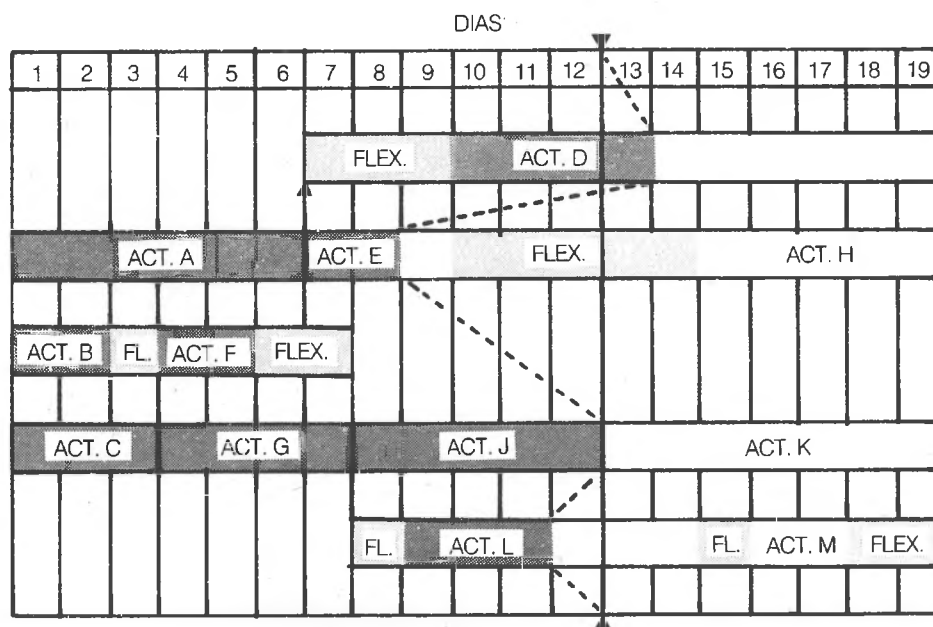 DIAS
1 2 3 4 5 6 7 8 9 10 11 12 13 14 15 16 17 18 19
FLEX. ACT. D
ACT. A ACT. E FLEX. ACT. H
ACT. B FL. ACT. F FLEX.
ACT. C ACT. G ACT. J ACT. K
FL. ACT. L FL. ACT. M FLEX.